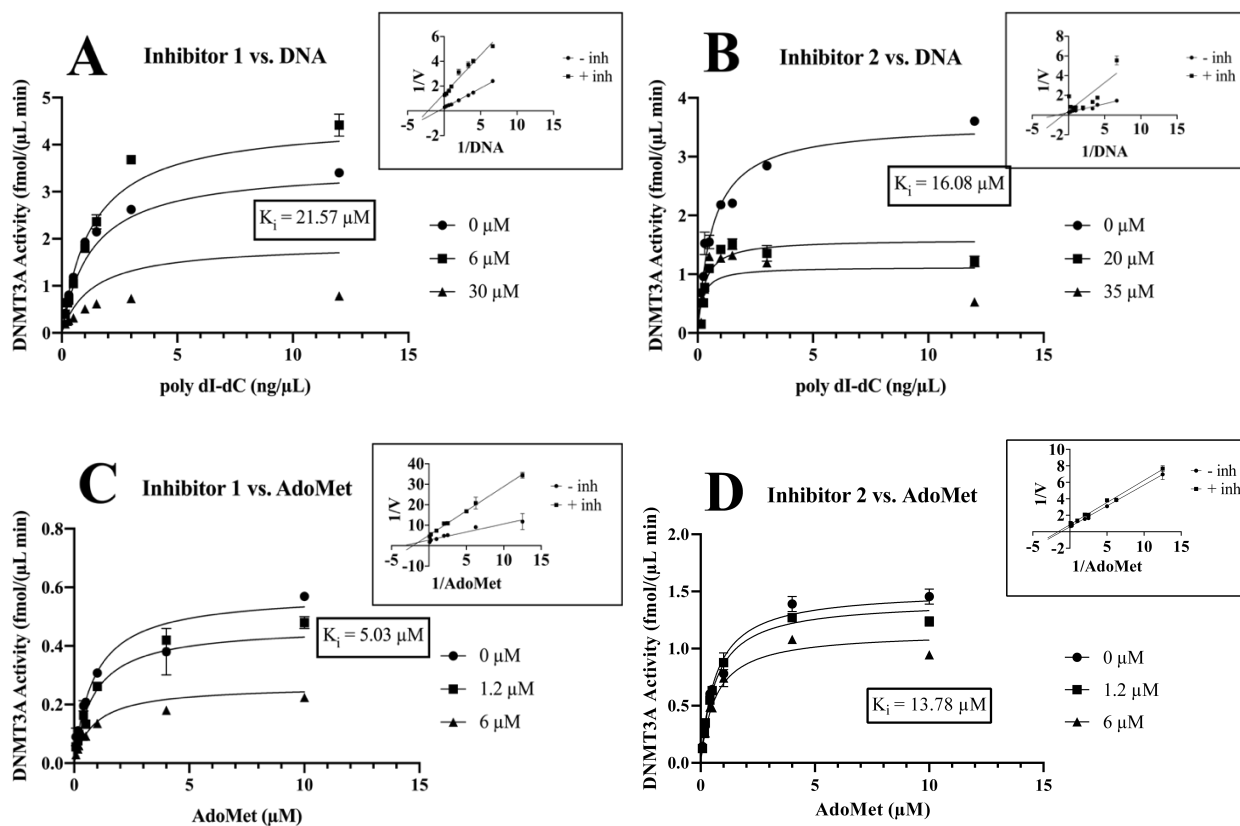 A
Inhibitor 1 vs. DNA
DNMT3A Activity (fmol/(µL min)
5
4
3
2
1
0
0
5
10
15
poly dI-dC (ng/µL)
K_i = 21.57 µM
0 µM
6 µM
30 µM
1/V
6
4
2
-2
-5
0
5
10
15
1/DNA
- inh
+ inh
B
Inhibitor 2 vs. DNA
DNMT3A Activity (fmol/(µL min)
4
3
2
1
0
0
5
10
15
poly dI-dC (ng/µL)
K_i = 16.08 µM
0 µM
20 µM
35 µM
1/V
8
6
4
2
-2
-5
0
5
10
15
1/DNA
- inh
+ inh
C
Inhibitor 1 vs. AdoMet
DNMT3A Activity (fmol/(µL min)
0.8
0.6
0.4
0.2
0.0
0
5
10
15
AdoMet (µM)
K_i = 5.03 µM
0 µM
1.2 µM
6 µM
1/V
40
30
20
10
-10
-5
0
5
10
15
1/AdoMet
- inh
+ inh
D
Inhibitor 2 vs. AdoMet
DNMT3A Activity (fmol/(µL min)
2.0
1.5
1.0
0.5
0.0
0
5
10
15
AdoMet (µM)
K_i = 13.78 µM
0 µM
1.2 µM
6 µM
1/V
10
8
6
4
2
-2
-5
0
5
10
15
1/AdoMet
- inh
+ inh